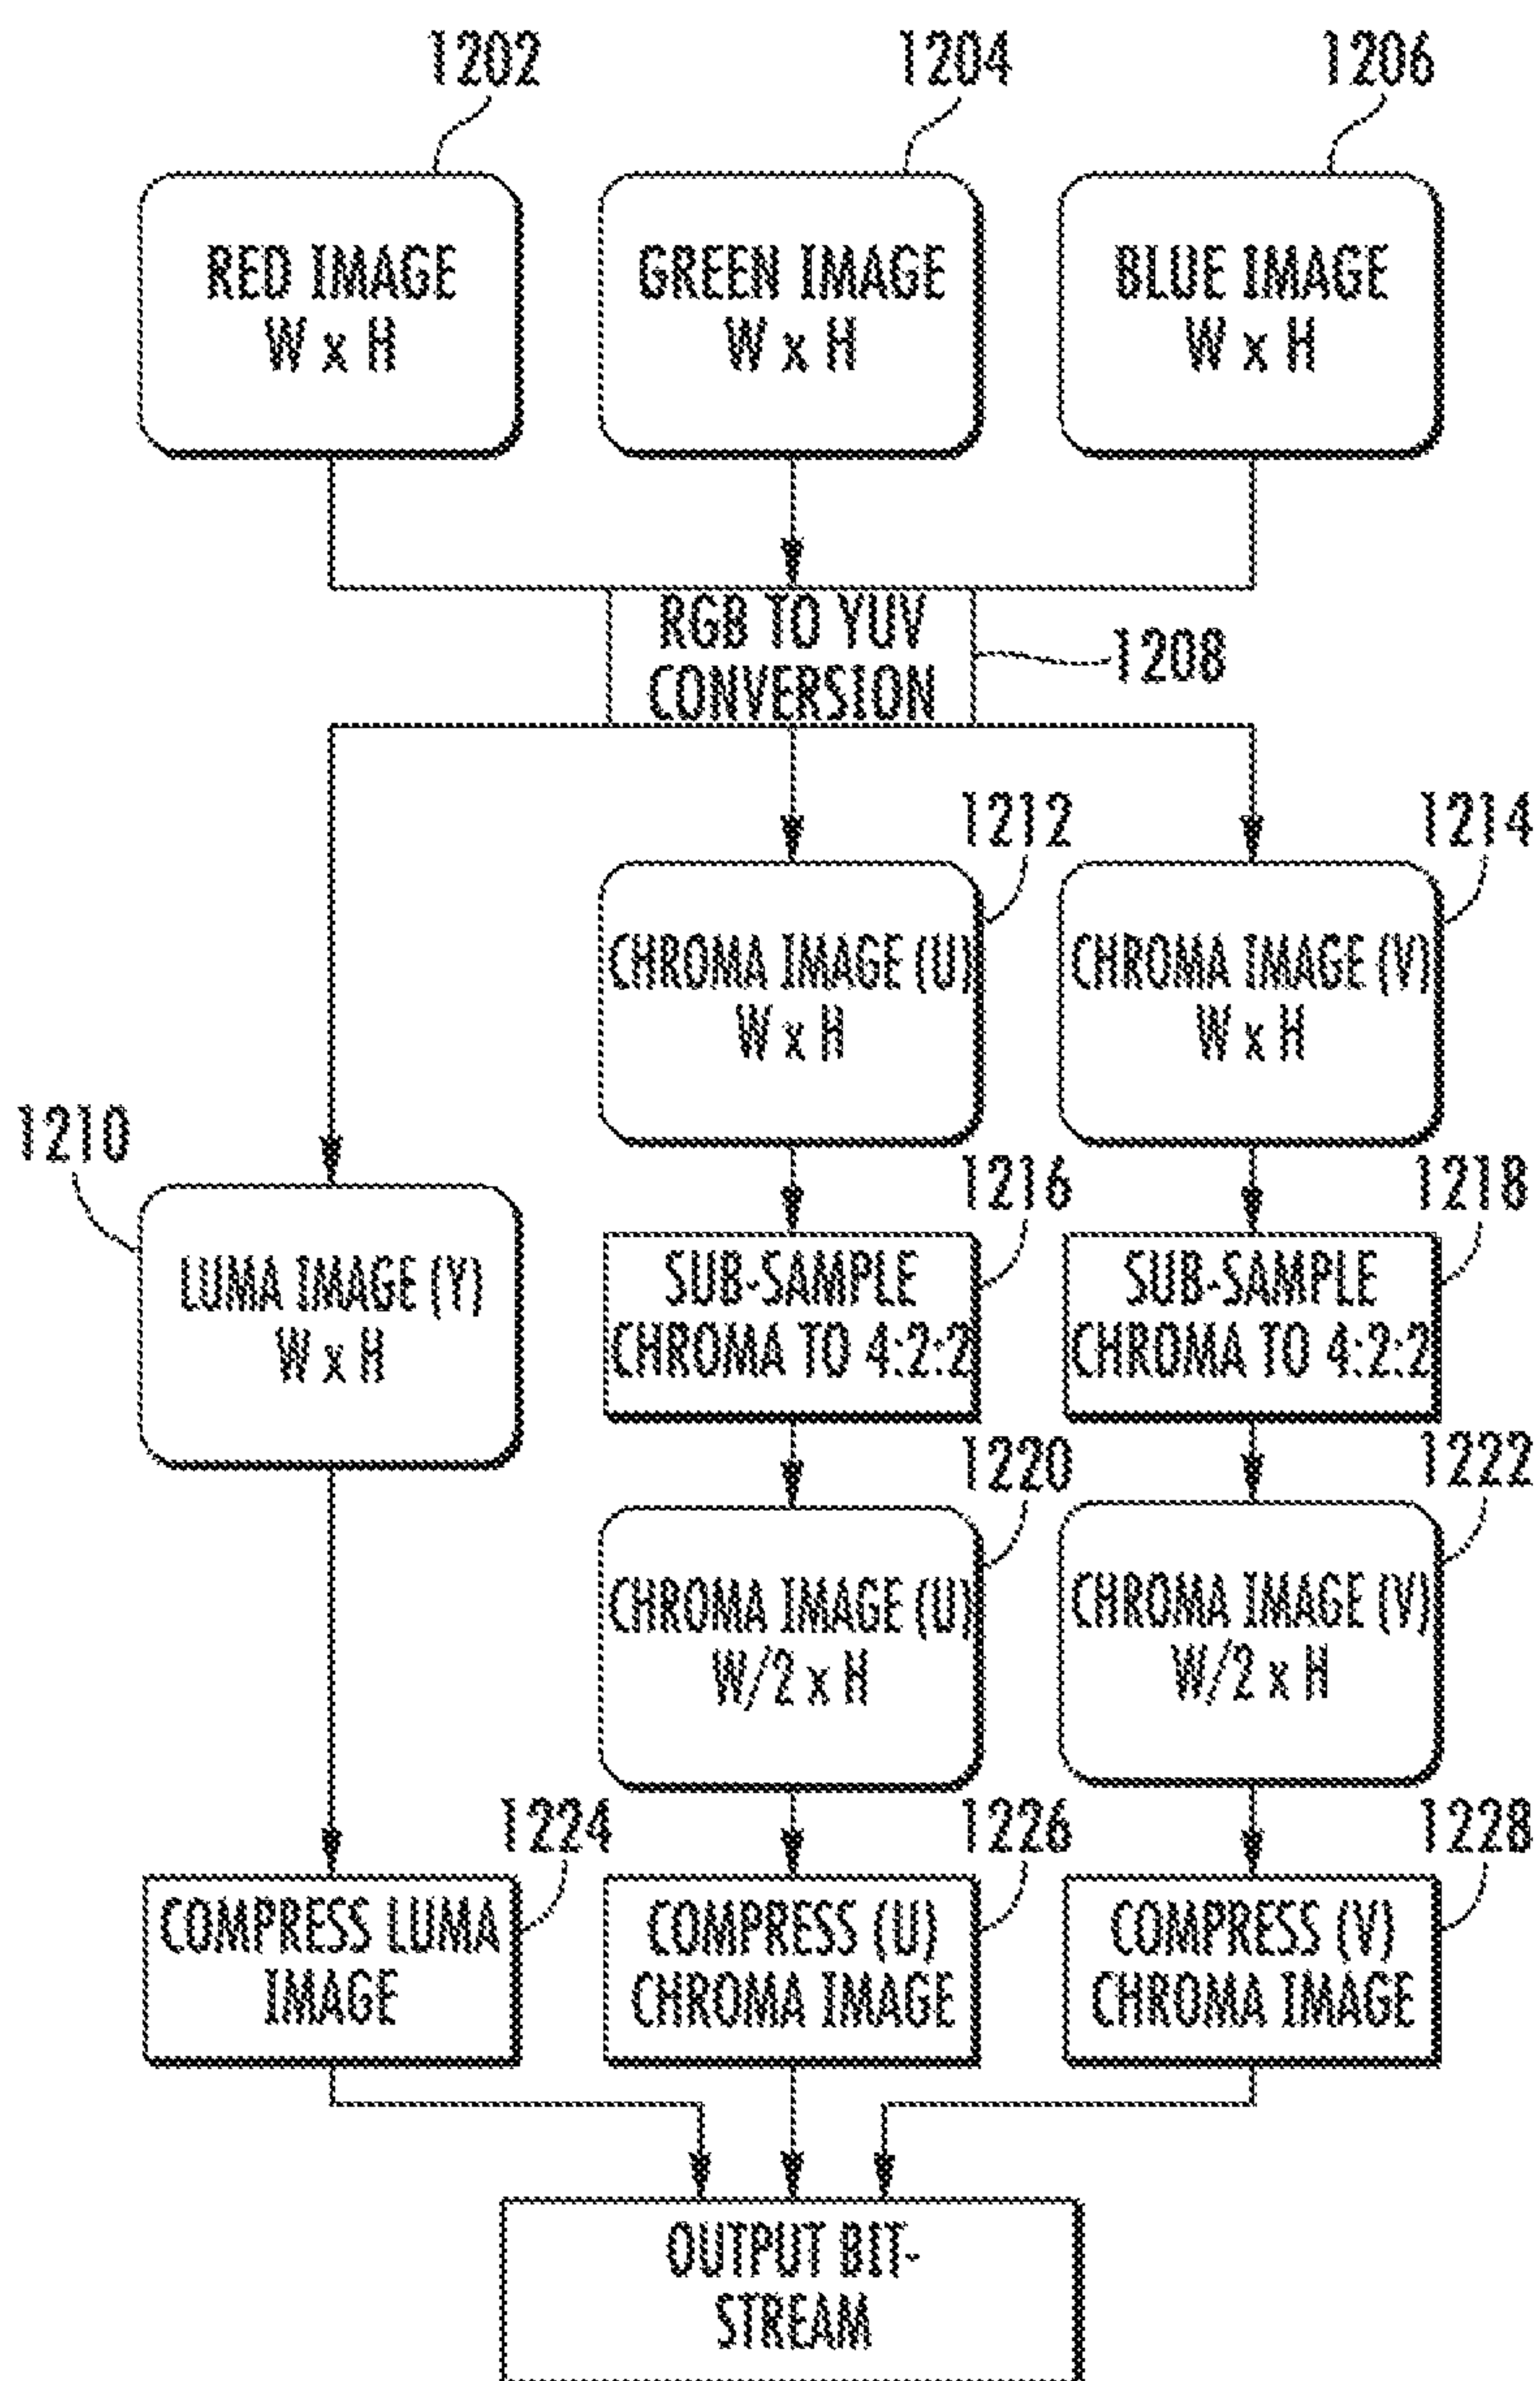 1202
1204
1206
RED IMAGE
W x H
GREEN IMAGE
W x H
BLUE IMAGE
W x H
RGB TO YUV
CONVERSION
1208
1212
1214
CHROMA IMAGE (U)
W x H
CHROMA IMAGE (V)
W x H
1210
LUMA IMAGE (Y)
W x H
1216
1218
SUB-SAMPLE
CHROMA TO 4:2:2
SUB-SAMPLE
CHROMA TO 4:2:2
1220
1222
CHROMA IMAGE (U)
W/2 x H
CHROMA IMAGE (V)
W/2 x H
1224
1226
1228
COMPRESS LUMA
IMAGE
COMPRESS (U)
CHROMA IMAGE
COMPRESS (V)
CHROMA IMAGE
OUTPUT BIT-
STREAM